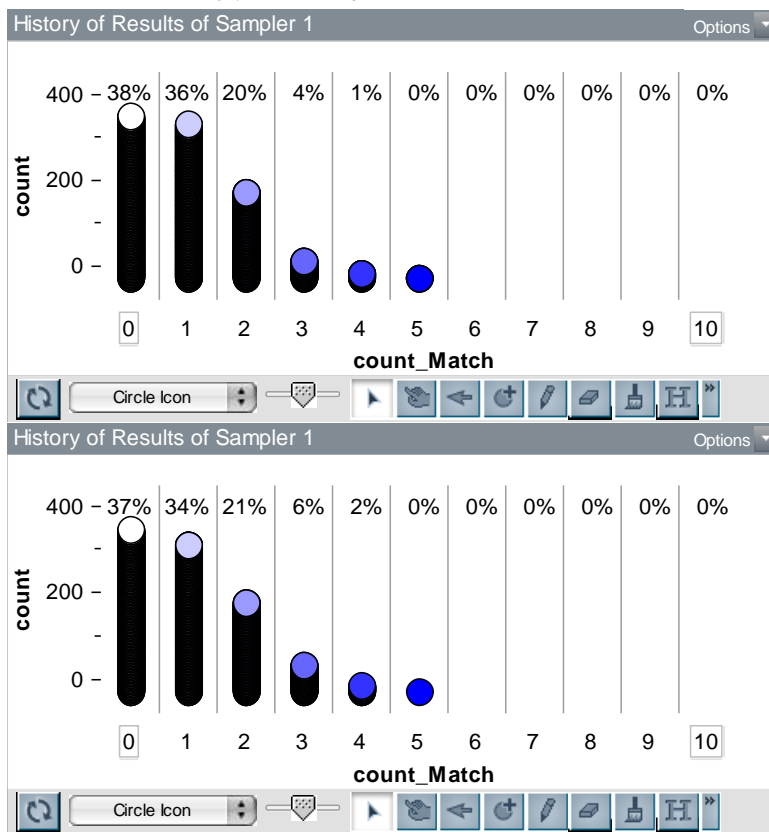 History of Results of Sampler 1 Options
400 38% 36% 20% 4% 1% 0% 0% 0% 0% 0% 0%
200
0
count
0 1 2 3 4 5 6 7 8 9 10
count_Match
Circle Icon »
History of Results of Sampler 1 Options
400 37% 34% 21% 6% 2% 0% 0% 0% 0% 0% 0%
200
0
count
0 1 2 3 4 5 6 7 8 9 10
count_Match
Circle Icon »